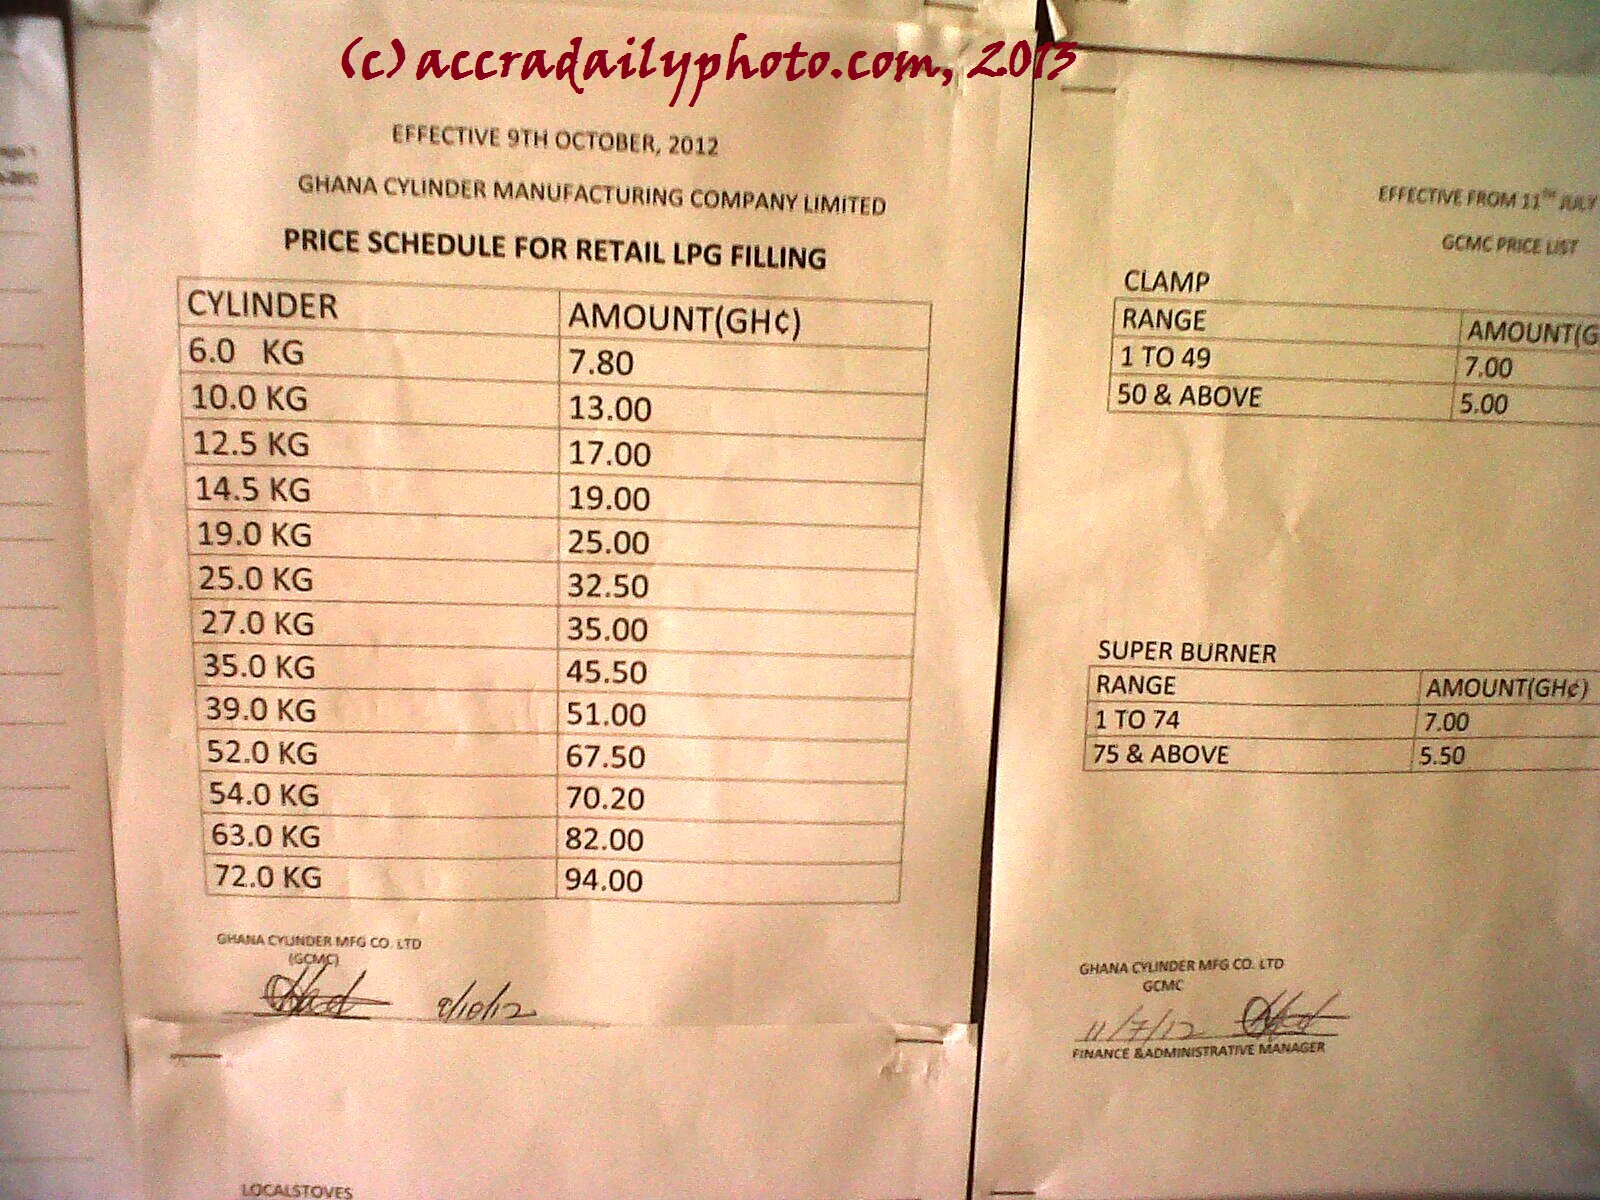 (c) accradailyphoto.com, 2013
EFFECTIVE 9TH OCTOBER, 2012
GHANA CYLINDER MANUFACTURING COMPANY LIMITED
PRICE SCHEDULE FOR RETAIL LPG FILLING
CYLINDER AMOUNT(GH¢)
6.0 KG 7.80
10.0 KG 13.00
12.5 KG 17.00
14.5 KG 19.00
19.0 KG 25.00
25.0 KG 32.50
27.0 KG 35.00
35.0 KG 45.50
39.0 KG 51.00
52.0 KG 67.50
54.0 KG 70.20
63.0 KG 82.00
72.0 KG 94.00
GHANA CYLINDER MFG CO. LTD
(GCMC)
9/10/12
LOCALSTOVES
EFFECTIVE FROM 11TH JULY
GCMC PRICE LIST
CLAMP
RANGE AMOUNT(G
1 TO 49 7.00
50 & ABOVE 5.00
SUPER BURNER
RANGE AMOUNT(GH¢)
1 TO 74 7.00
75 & ABOVE 5.50
GHANA CYLINDER MFG CO. LTD
GCMC
11/7/12
FINANCE &ADMINISTRATIVE MANAGER